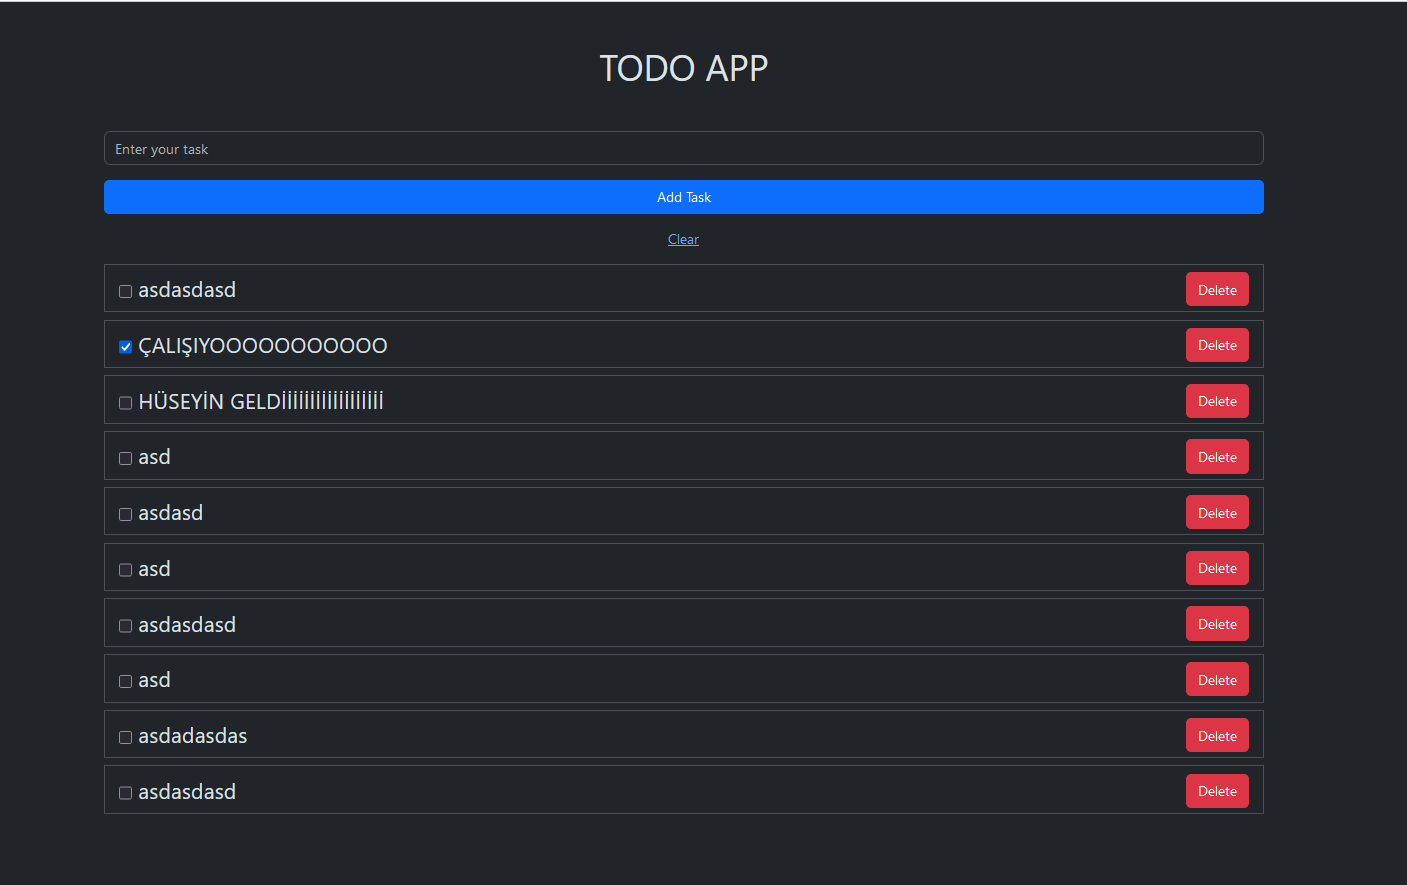 TODO APP
Enter your task
Add Task
Clear
asdasdasd Delete
ÇALIŞIYOOOOOOOOOOO Delete
HÜSEYİN GELDİİİİİİİİİİİİİİİİİİ Delete
asd Delete
asdasd Delete
asd Delete
asdasdasd Delete
asd Delete
asdadasdas Delete
asdasdasd Delete